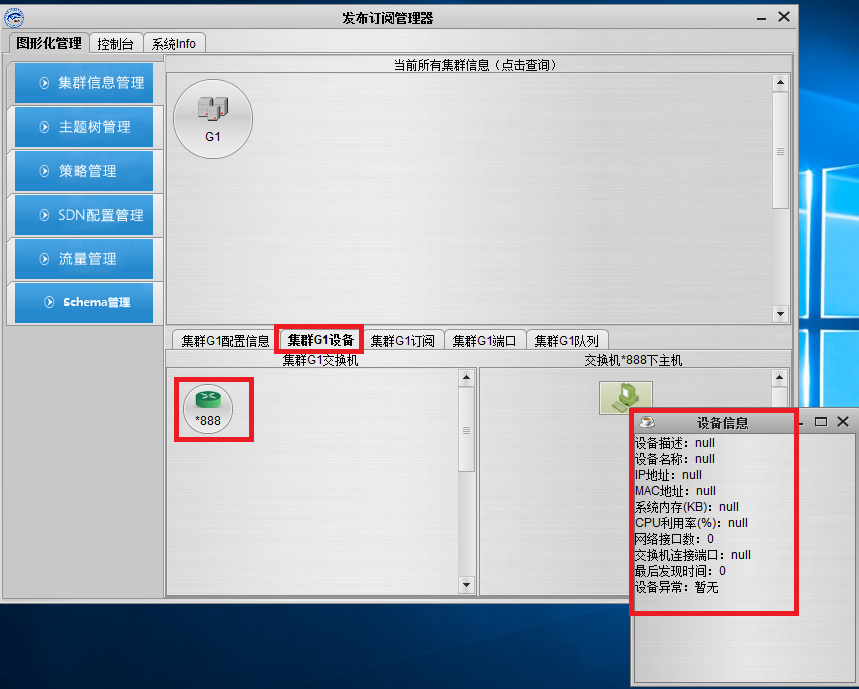 发布订阅管理器
图形化管理 控制台 系统Info
集群信息管理
主题树管理
策略管理
SDN配置管理
流量管理
Schema管理
当前所有集群信息（点击查询）
G1
集群G1配置信息 集群G1设备 集群G1订阅 集群G1端口 集群G1队列
集群G1交换机
*888
交换机*888下主机
设备信息
设备描述：null
设备名称：null
IP地址：null
MAC地址：null
系统内存(KB)：null
CPU利用率(%)：null
网络接口数：0
交换机连接端口：null
最后发现时间：0
设备异常：暂无